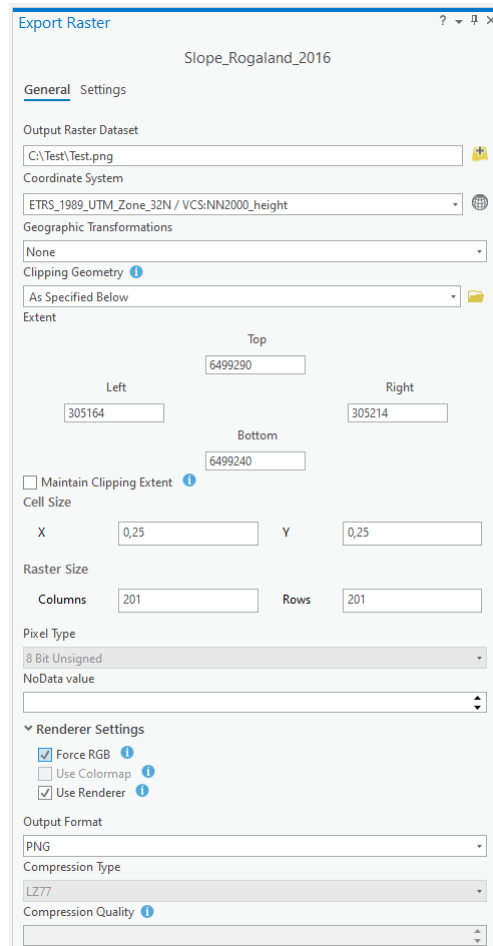 Export Raster
Slope_Rogaland_2016
General Settings
Output Raster Dataset
C:\Test\Test.png
Coordinate System
ETRS_1989_UTM_Zone_32N / VCS:NN2000_height
Geographic Transformations
None
Clipping Geometry
As Specified Below
Extent
Top
6499290
Left Right
305164 305214
Bottom
6499240
Maintain Clipping Extent
Cell Size
X 0,25 Y 0,25
Raster Size
Columns 201 Rows 201
Pixel Type
8 Bit Unsigned
NoData value
Renderer Settings
Force RGB
Use Colormap
Use Renderer
Output Format
PNG
Compression Type
LZ77
Compression Quality